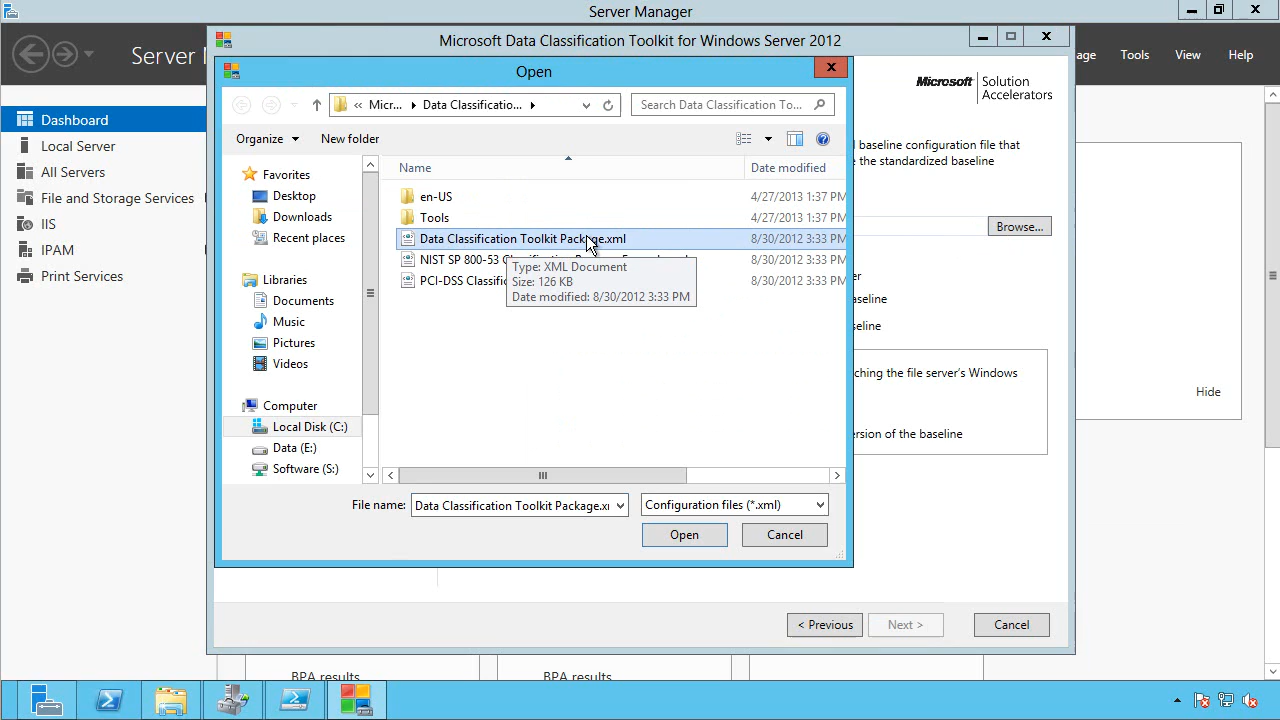 Server Manager
Server M
age
Tools
View
Help
Microsoft Data Classification Toolkit for Windows Server 2012
Microsoft
Solution
Accelerators
Open
« Micr...
Data Classificatio...
Search Data Classification To...
Organize
New folder
Name
Date modified
Favorites
Desktop
Downloads
Recent places
Libraries
Documents
Music
Pictures
Videos
Computer
Local Disk (C:)
Data (E:)
Software (S:)
en-US
4/27/2013 1:37 PM
Tools
4/27/2013 1:37 PM
Data Classification Toolkit Package.xml
8/30/2012 3:33 PM
NIST SP 800-53
8/30/2012 3:33 PM
PCI-DSS Classifi
8/30/2012 3:33 PM
Type: XML Document
Size: 126 KB
Date modified: 8/30/2012 3:33 PM
File name:
Data Classification Toolkit Package.x
Configuration files (*.xml)
Open
Cancel
d baseline configuration file that
e the standardized baseline
Browse...
aseline
eline
ching the file server's Windows
ersion of the baseline
< Previous
Next >
Cancel
Dashboard
Local Server
All Servers
File and Storage Services
IIS
IPAM
Print Services
Hide
BPA results
BPA results